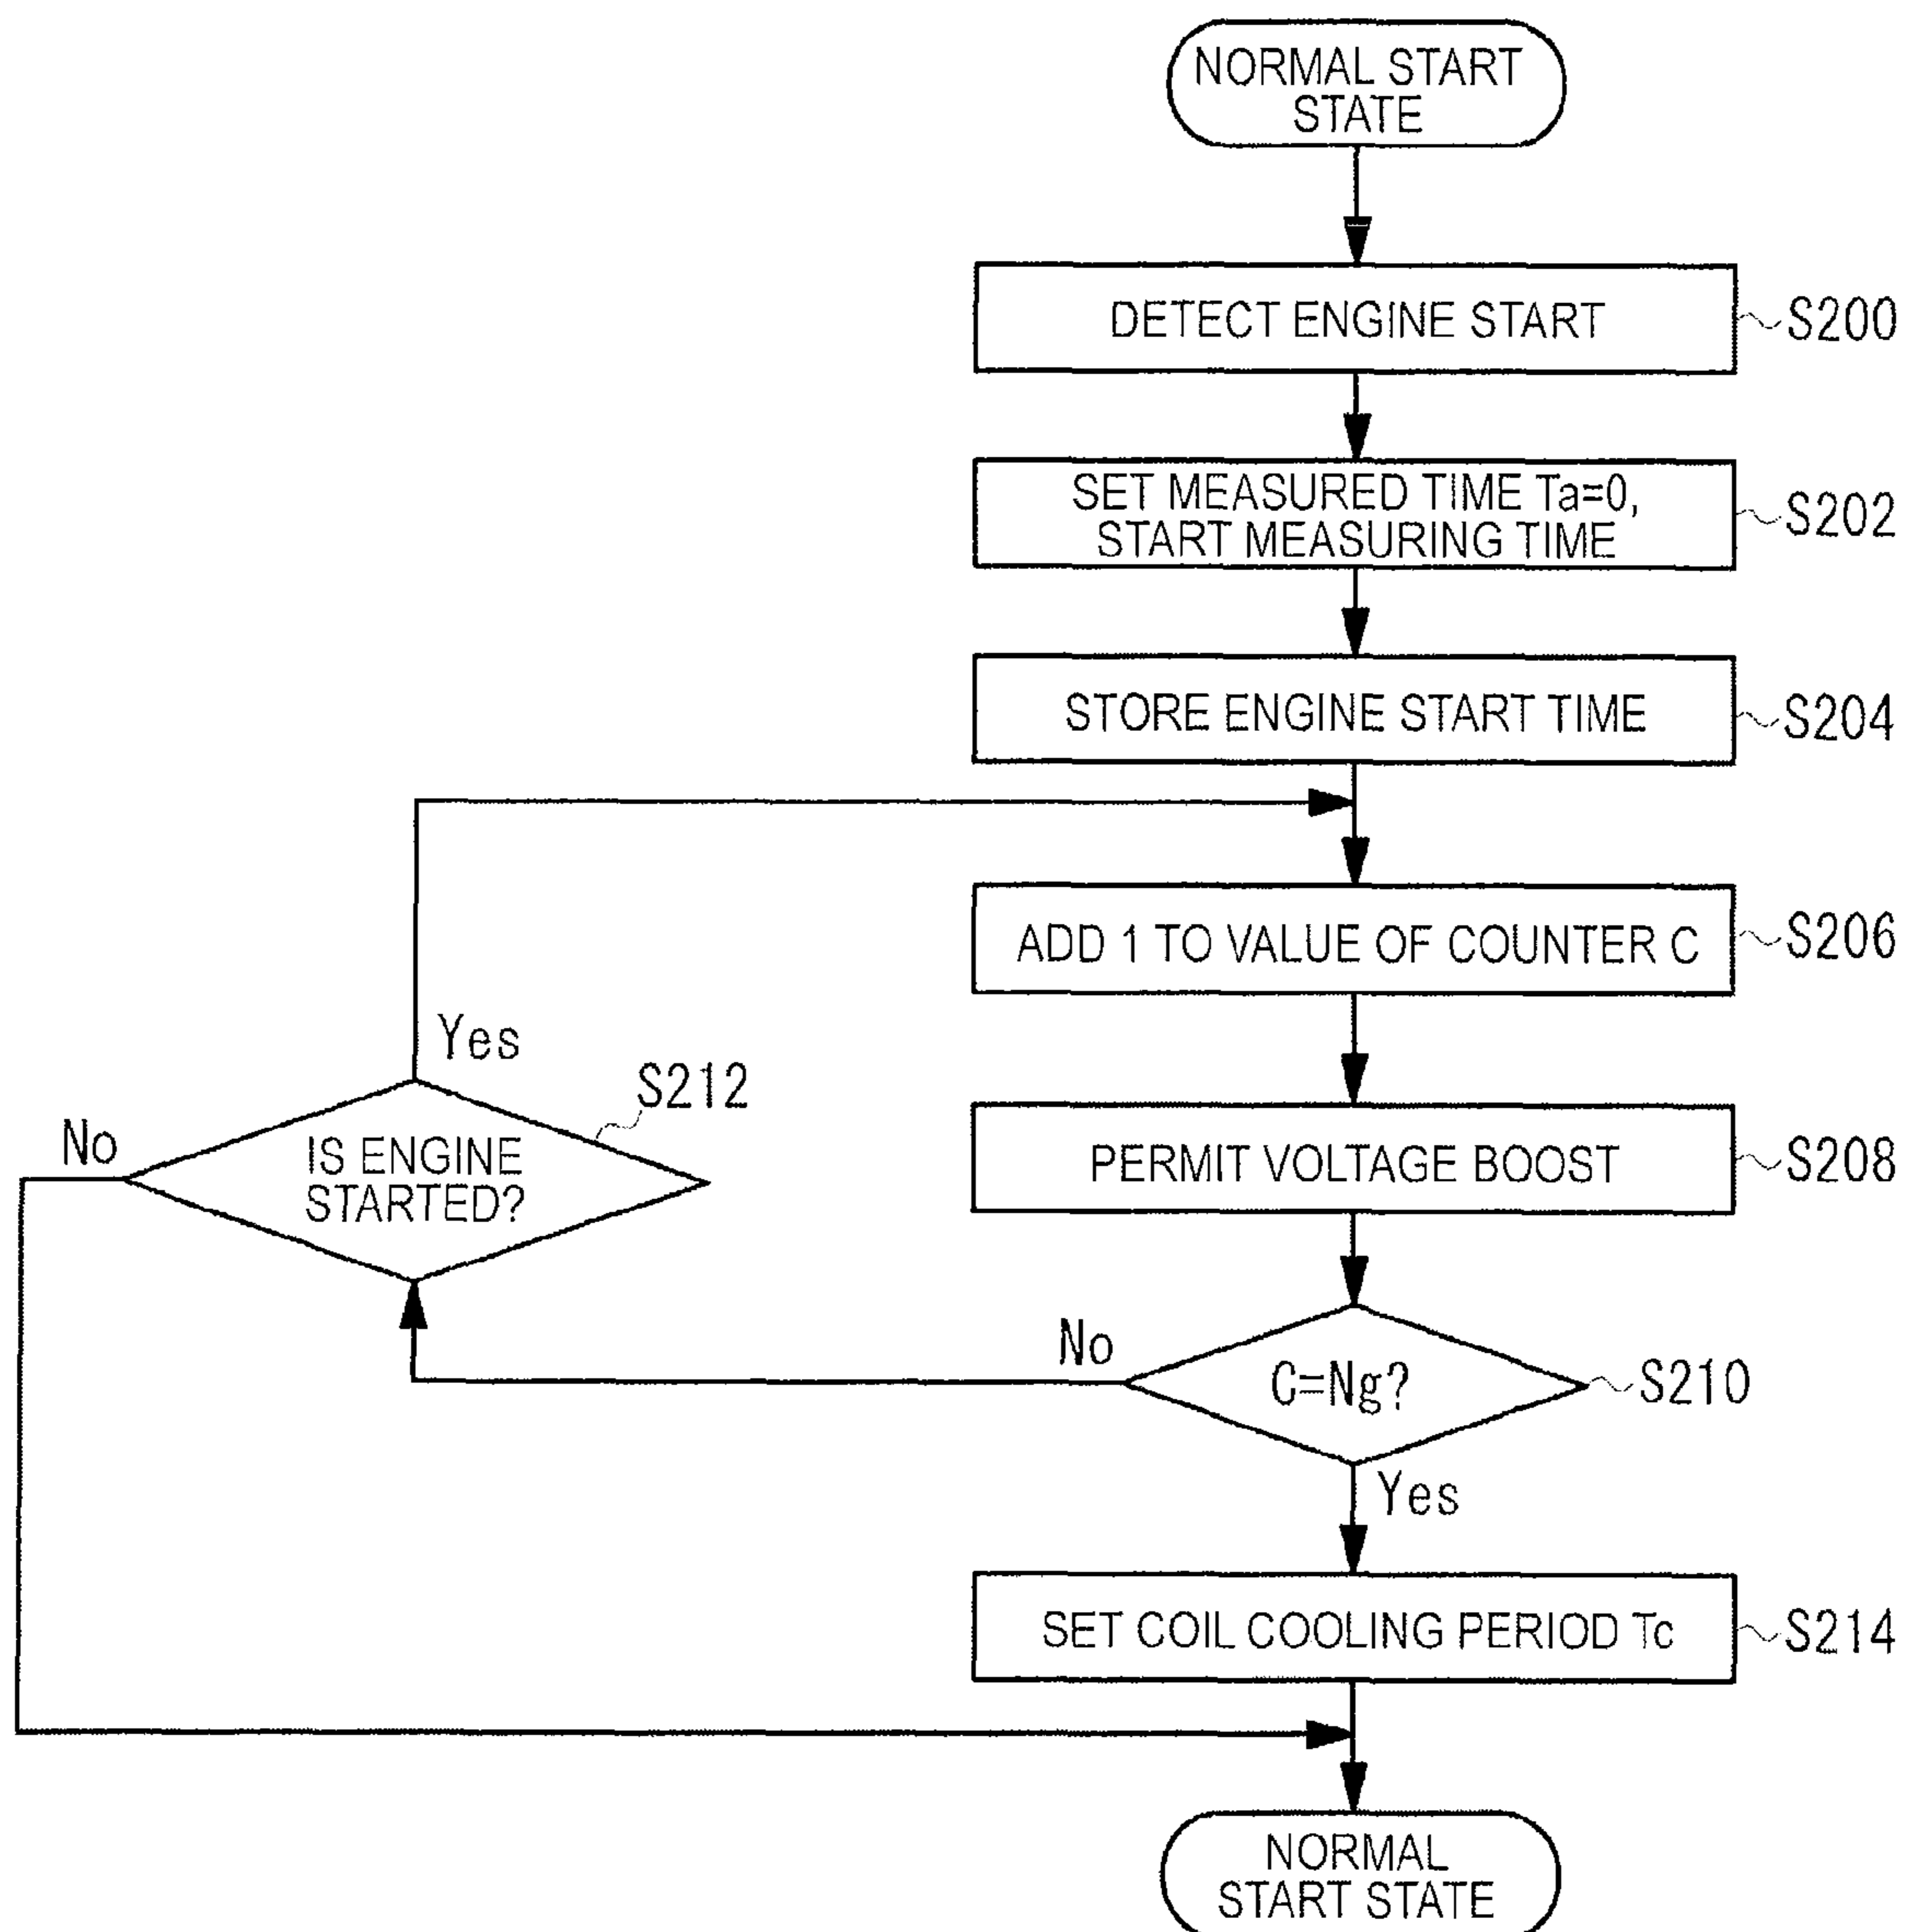 NORMAL START
STATE
DETECT ENGINE START
S200
SET MEASURED TIME Ta=0,
START MEASURING TIME
S202
STORE ENGINE START TIME
S204
ADD 1 TO VALUE OF COUNTER C
S206
PERMIT VOLTAGE BOOST
S208
C=Ng?
S210
No
Yes
IS ENGINE
STARTED?
S212
Yes
No
SET COIL COOLING PERIOD Tc
S214
NORMAL
START STATE